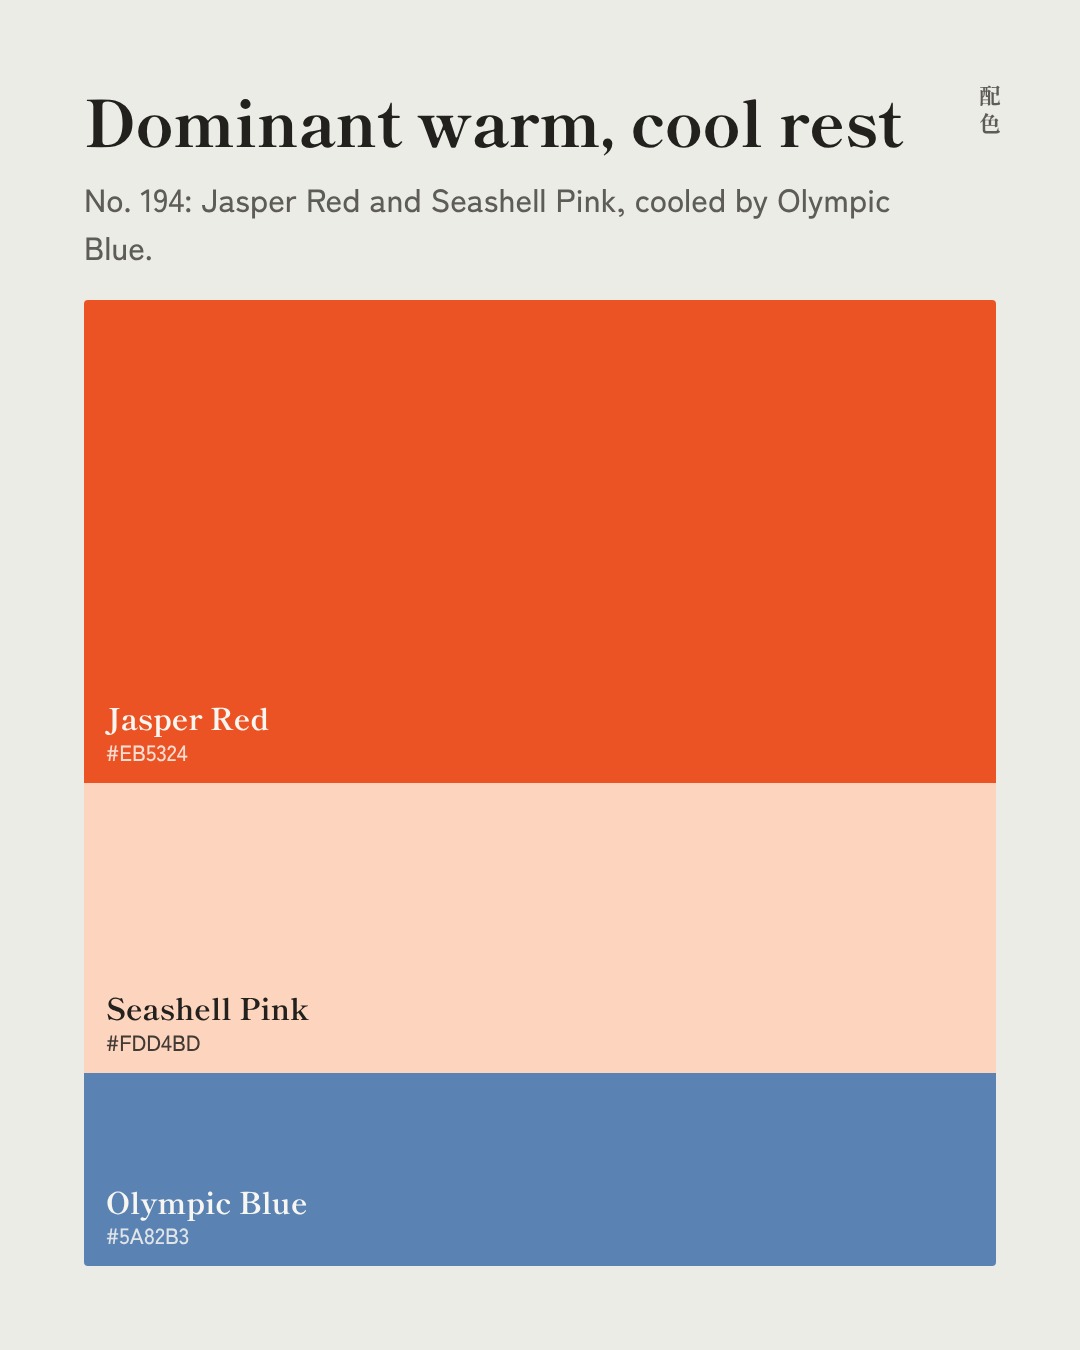 Dominant warm, cool rest
配色
No. 194: Jasper Red and Seashell Pink, cooled by Olympic
Blue.
Jasper Red
#EB5324
Seashell Pink
#FDD4BD
Olympic Blue
#5A82B3